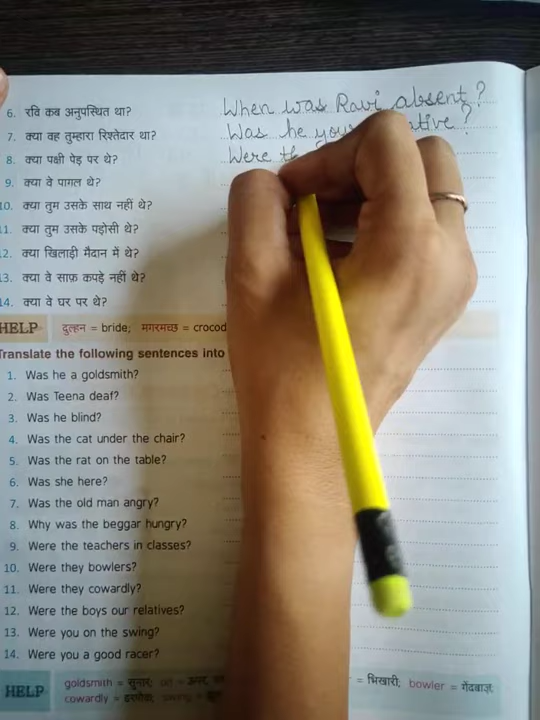 6. रवि कब अनुपस्थित था? When was Ravi absent?
7. क्या वह तुम्हारा रिश्तेदार था? Was he your ?
8. क्या पक्षी पेड़ पर थे? Were
9. क्या वे पागल थे?
10. क्या तुम उसके साथ नहीं थे?
11. क्या तुम उसके पड़ोसी थे?
12. क्या खिलाड़ी मैदान में थे?
13. क्या वे साफ़ कपड़े नहीं थे?
14. क्या वे घर पर थे?
HELP दुल्हन = bride; मगरमच्छ =
Translate the following sentences into
1. Was he a goldsmith?
2. Was Teena deaf?
3. Was he blind?
4. Was the cat under the chair?
5. Was the rat on the table?
6. Was she here?
7. Was the old man angry?
8. Why was the beggar hungry?
9. Were the teachers in classes?
10. Were they bowlers?
11. Were they cowardly?
12. Were the boys our relatives?
13. Were you on the swing?
14. Were you a good racer?
HELP goldsmith = सुनार; = भिखारी; bowler = गेंदबाज़;
cowardly = डरपोक; swing =